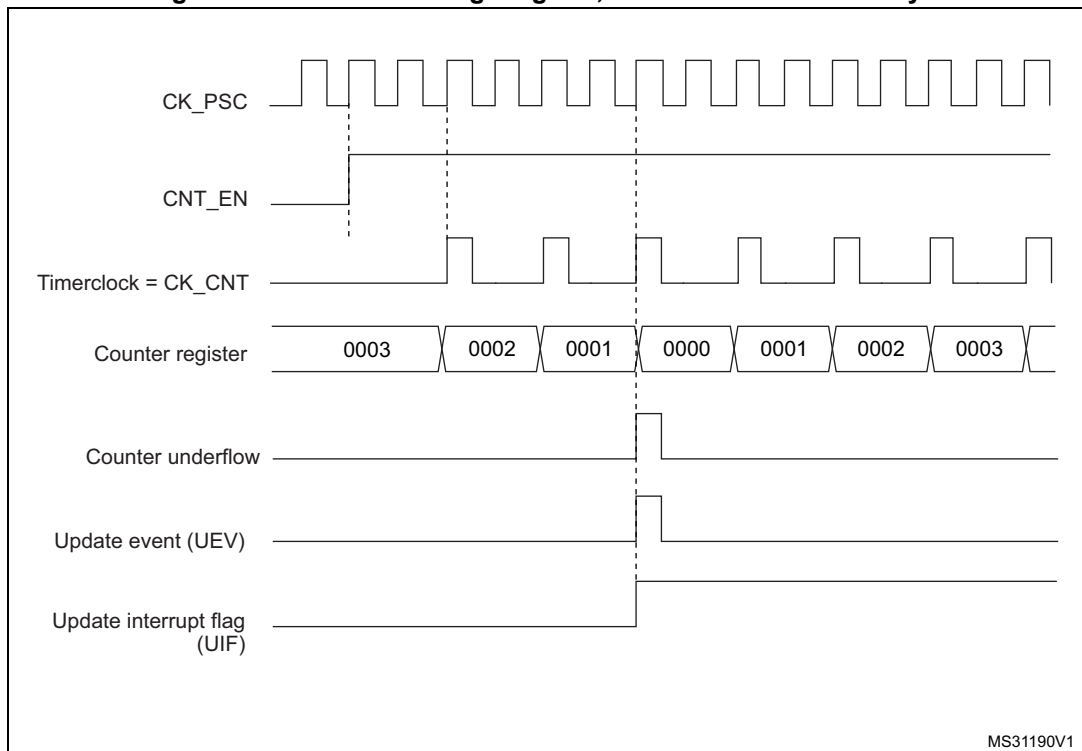 CK_PSC
CNT_EN
Timerclock = CK_CNT
Counter register
0003 0002 0001 0000 0001 0002 0003
Counter underflow
Update event (UEV)
Update interrupt flag
(UIF)
MS31190V1